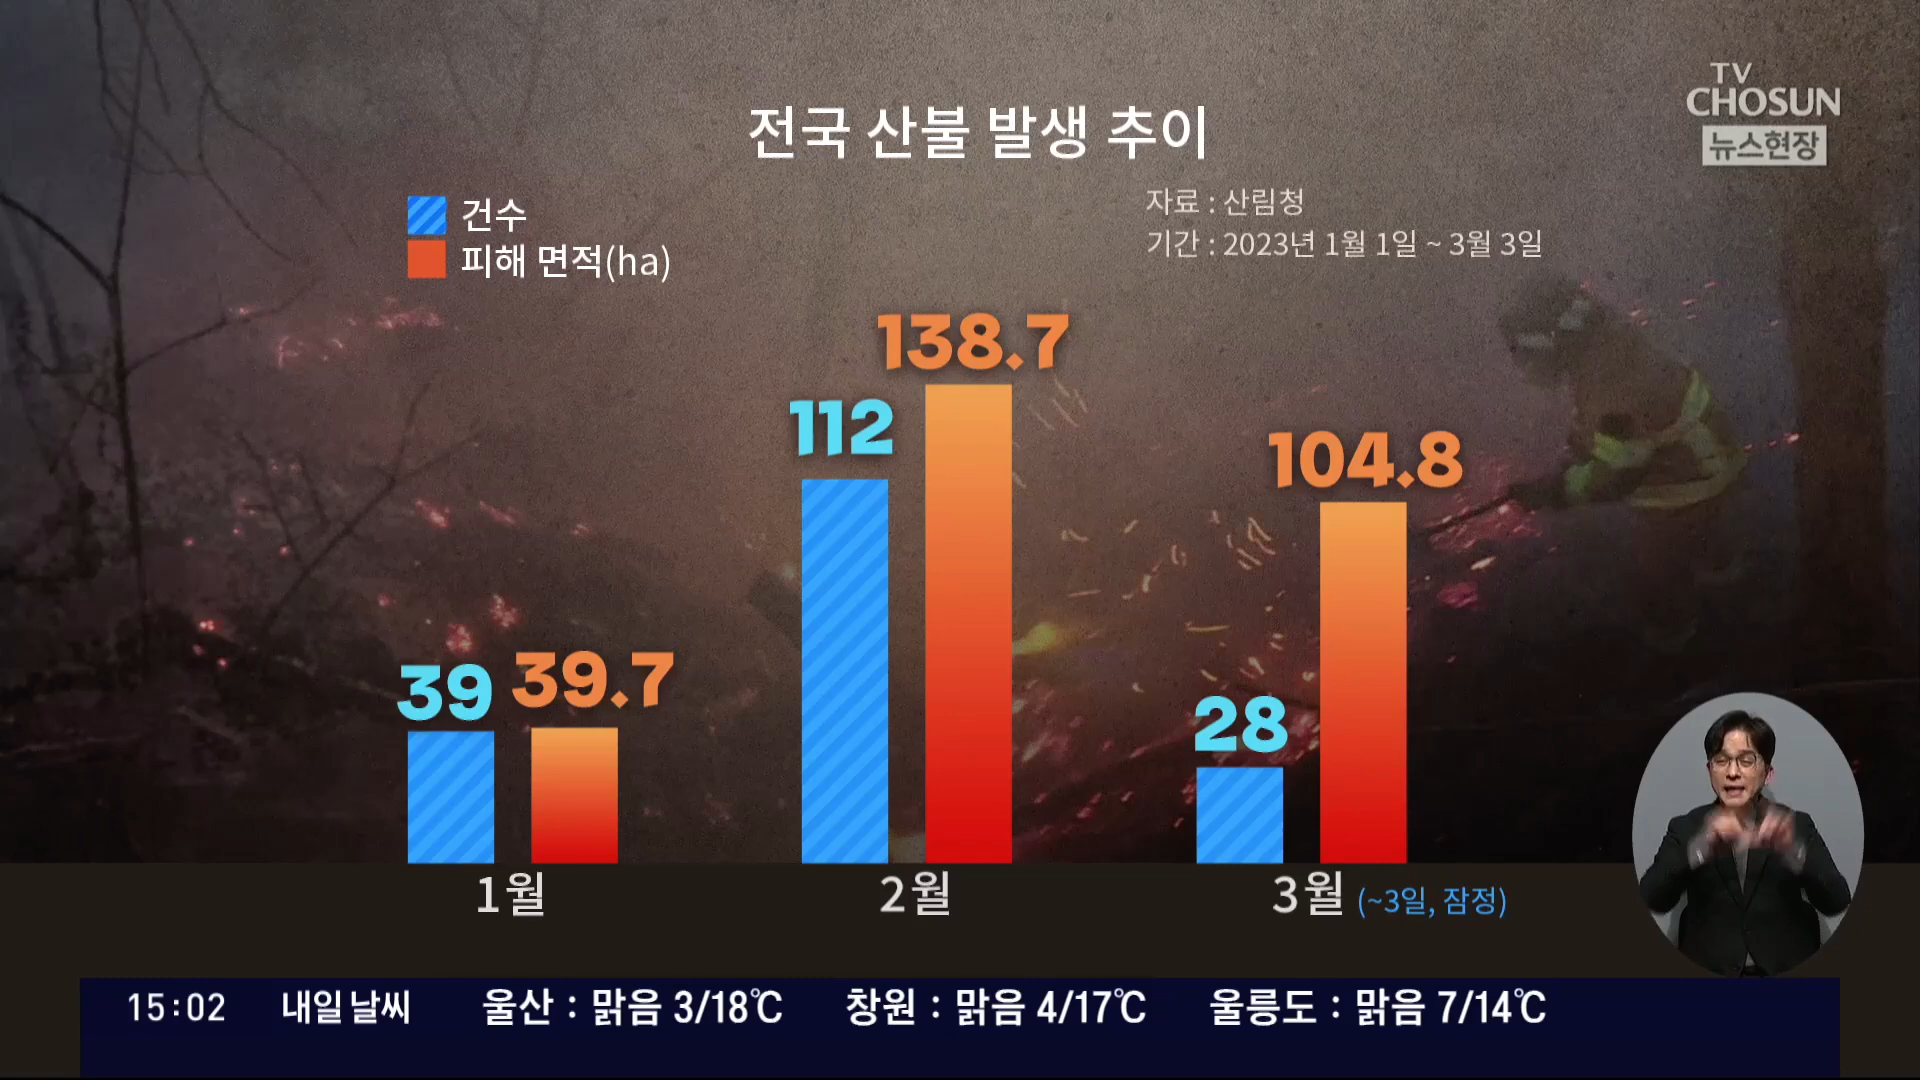 TV
CHOSUN
뉴스현장
전국 산불 발생 추이
건수
피해 면적(ha)
자료 : 산림청
기간 : 2023년 1월 1일 ~ 3월 3일
39
39.7
112
138.7
28
104.8
1월
2월
3월 (~3일, 잠정)
15:02 내일 날씨 울산 : 맑음 3/18℃ 창원 : 맑음 4/17℃ 울릉도 : 맑음 7/14℃